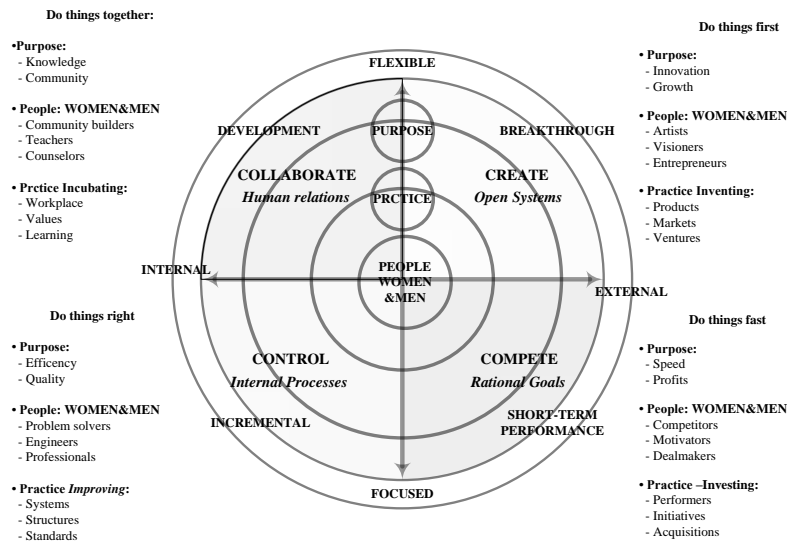 Do things together:
•Purpose:
- Knowledge
- Community
• People: WOMEN&MEN
- Community builders
- Teachers
- Counselors
• Prctice Incubating:
- Workplace
- Values
- Learning
Do things right
• Purpose:
- Efficency
- Quality
• People: WOMEN&MEN
- Problem solvers
- Engineers
- Professionals
• Practice Improving:
- Systems
- Structures
- Standards
FLEXIBLE
DEVELOPMENT
PURPOSE
BREAKTHROUGH
COLLABORATE
Human relations
CREATE
Open Systems
PRCTICE
INTERNAL
PEOPLE
WOMEN
&MEN
EXTERNAL
CONTROL
Internal Processes
COMPETE
Rational Goals
INCREMENTAL
SHORT-TERM
PERFORMANCE
FOCUSED
Do things first
• Purpose:
- Innovation
- Growth
• People: WOMEN&MEN
- Artists
- Visioners
- Entrepreneurs
• Practice Inventing:
- Products
- Markets
- Ventures
Do things fast
• Purpose:
- Speed
- Profits
• People: WOMEN&MEN
- Competitors
- Motivators
- Dealmakers
• Practice –Investing:
- Performers
- Initiatives
- Acquisitions